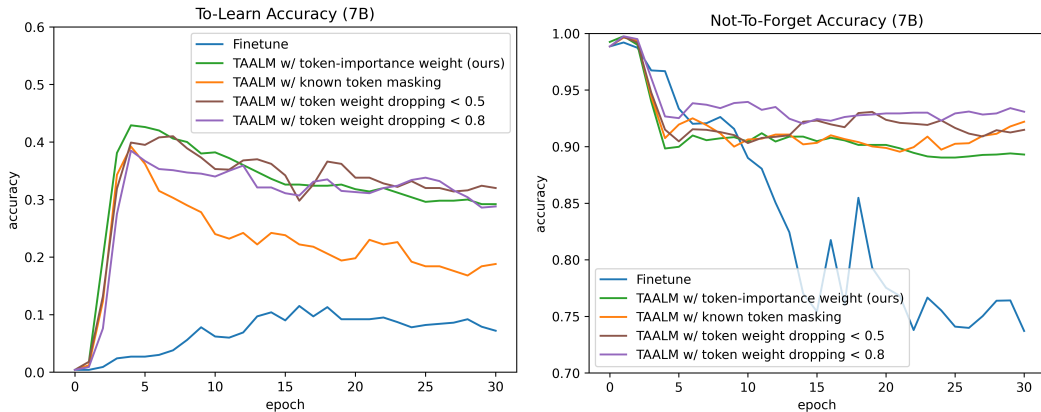 To-Learn Accuracy (7B)
0.6
0.5
0.4
0.3
0.2
0.1
0.0
accuracy
0
5
10
15
20
25
30
epoch
Finetune
TAALM w/ token-importance weight (ours)
TAALM w/ known token masking
TAALM w/ token weight dropping < 0.5
TAALM w/ token weight dropping < 0.8
Not-To-Forget Accuracy (7B)
1.00
0.95
0.90
0.85
0.80
0.75
0.70
accuracy
0
5
10
15
20
25
30
epoch
Finetune
TAALM w/ token-importance weight (ours)
TAALM w/ known token masking
TAALM w/ token weight dropping < 0.5
TAALM w/ token weight dropping < 0.8